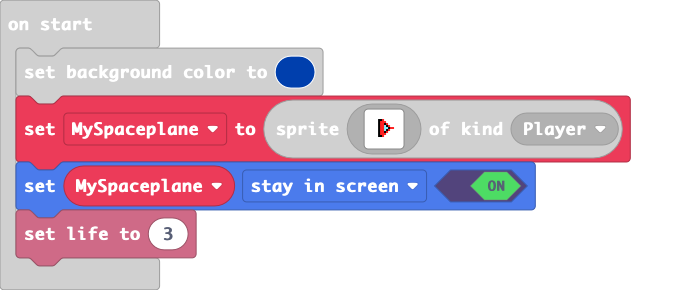 on start
set background color to
set MySpaceplane to sprite of kind Player
set MySpaceplane stay in screen ON
set life to 3